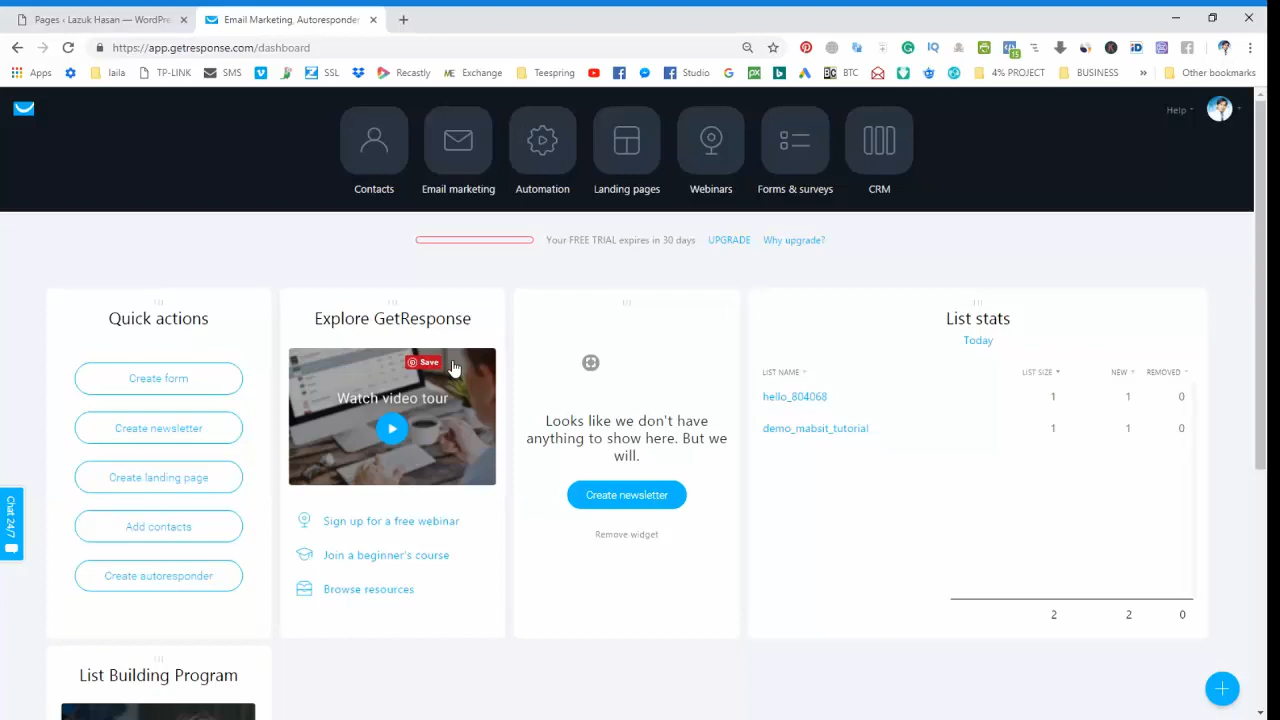 Pages ‹ Lazuk Hasan — WordPre
Email Marketing, Autoresponder
https://app.getresponse.com/dashboard
IQ
15
iD
Apps
laila
TP-LINK
SMS
SSL
Recastly
ME Exchange
Teespring
Studio
BTC
4% PROJECT
BUSINESS
»
Other bookmarks
Contacts
Email marketing
Automation
Landing pages
Webinars
Forms & surveys
CRM
Help
Your FREE TRIAL expires in 30 days
UPGRADE
Why upgrade?
Quick actions
Create form
Create newsletter
Create landing page
Add contacts
Create autoresponder
Explore GetResponse
Save
Watch video tour
Sign up for a free webinar
Join a beginner's course
Browse resources
Looks like we don't have
anything to show here. But we
will.
Create newsletter
Remove widget
List stats
Today
LIST NAME LIST SIZE NEW REMOVED
hello_804068 1 1 0
demo_mabsit_tutorial 1 1 0
2 2 0
Chat 24/7
List Building Program